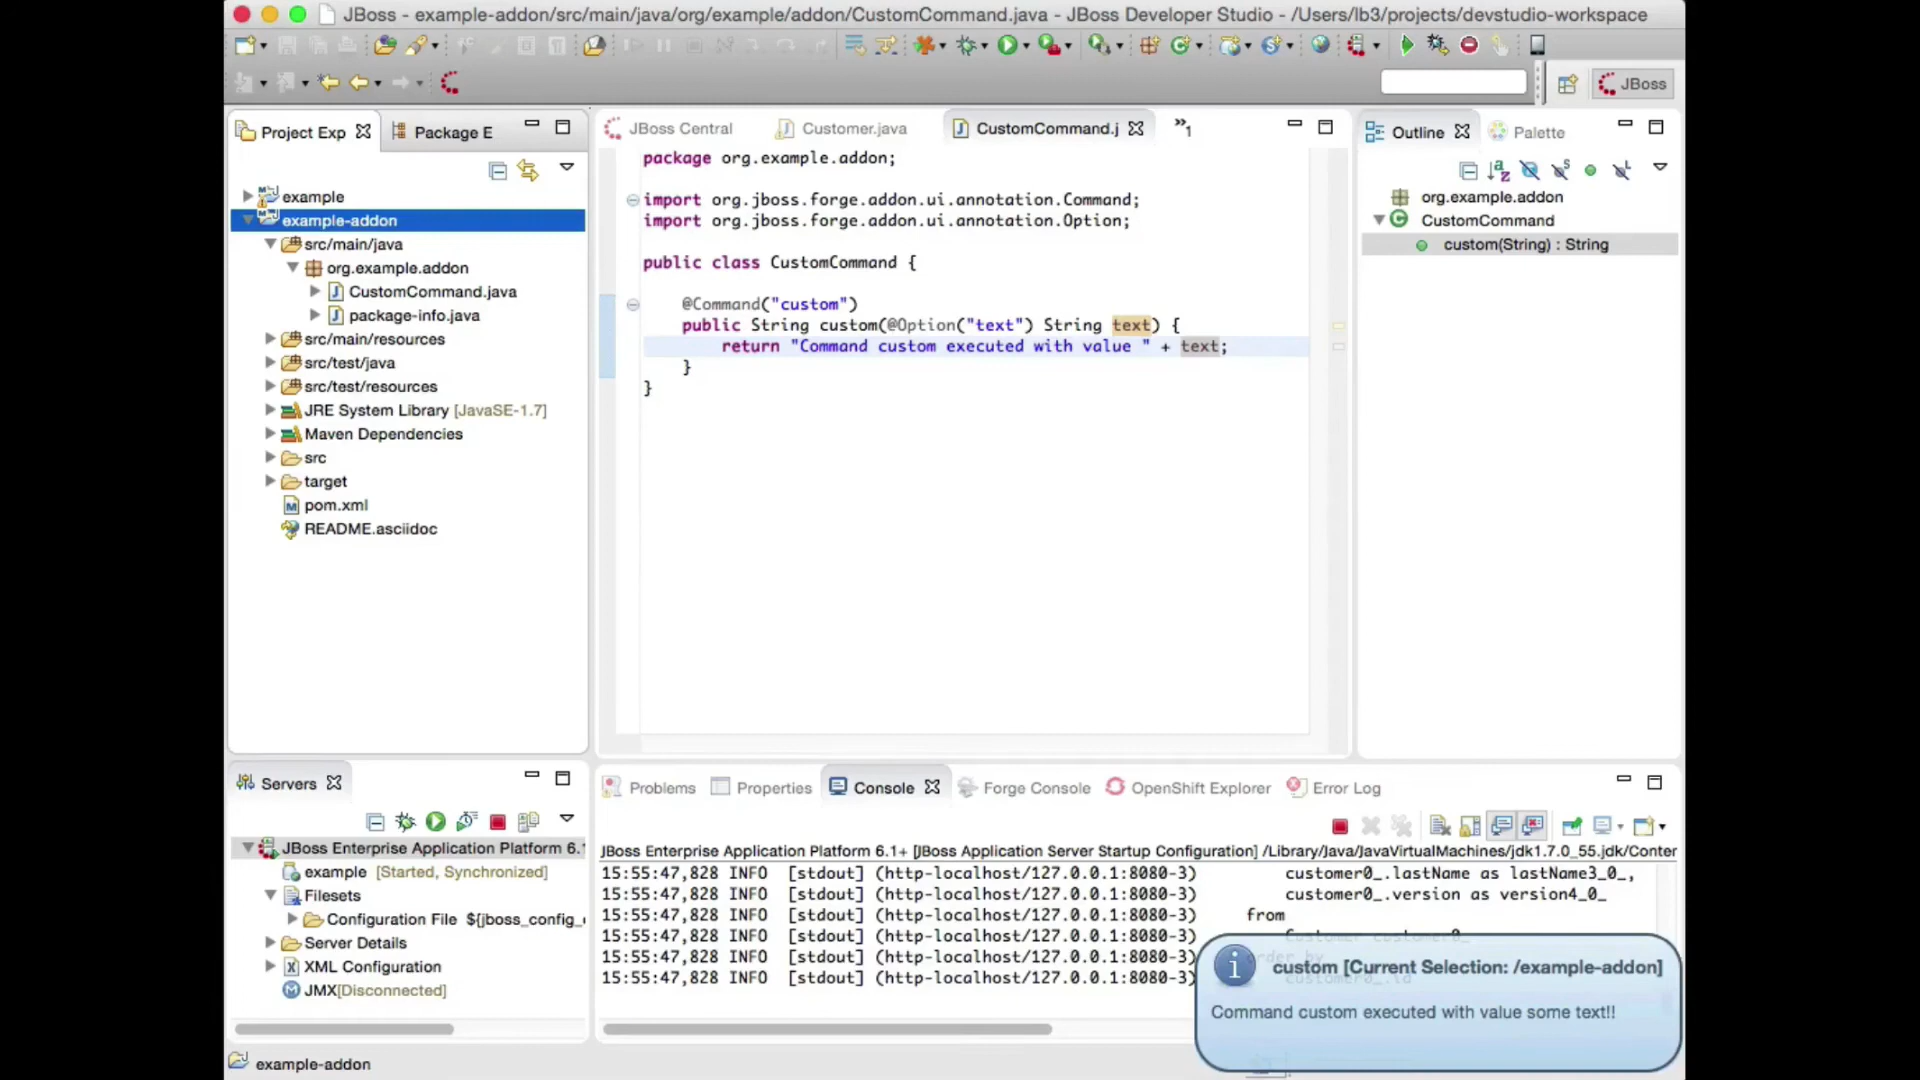 JBoss - example-addon/src/main/java/org/example/addon/CustomCommand.java - JBoss Developer Studio - /Users/lb3/projects/devstudio-workspace
JBoss
Project Exp
Package E
example
example-addon
src/main/java
org.example.addon
CustomCommand.java
package-info.java
src/main/resources
src/test/java
src/test/resources
JRE System Library [JavaSE-1.7]
Maven Dependencies
src
target
pom.xml
README.asciidoc
JBoss Central
Customer.java
CustomCommand.j
»1
package org.example.addon;
import org.jboss.forge.addon.ui.annotation.Command;
import org.jboss.forge.addon.ui.annotation.Option;
public class CustomCommand {
@Command("custom")
public String custom(@Option("text") String text) {
return "Command custom executed with value " + text;
}
}
Outline
Palette
org.example.addon
CustomCommand
custom(String) : String
Servers
JBoss Enterprise Application Platform 6.1
example [Started, Synchronized]
Filesets
Configuration File ${jboss_config_
Server Details
XML Configuration
JMX[Disconnected]
Problems
Properties
Console
Forge Console
OpenShift Explorer
Error Log
JBoss Enterprise Application Platform 6.1+ [JBoss Application Server Startup Configuration] /Library/Java/JavaVirtualMachines/jdk1.7.0_55.jdk/Conter
15:55:47,828 INFO [stdout] (http-localhost/127.0.0.1:8080-3) customer0_.lastName as lastName3_0_,
15:55:47,828 INFO [stdout] (http-localhost/127.0.0.1:8080-3) customer0_.version as version4_0_
15:55:47,828 INFO [stdout] (http-localhost/127.0.0.1:8080-3) from
15:55:47,828 INFO [stdout] (http-localhost/127.0.0.1:8080-3) Customer customer0_
15:55:47,828 INFO [stdout] (http-localhost/127.0.0.1:8080-3) order by
15:55:47,828 INFO [stdout] (http-localhost/127.0.0.1:8080-3) customer0_.id
custom [Current Selection: /example-addon]
Command custom executed with value some text!!
example-addon